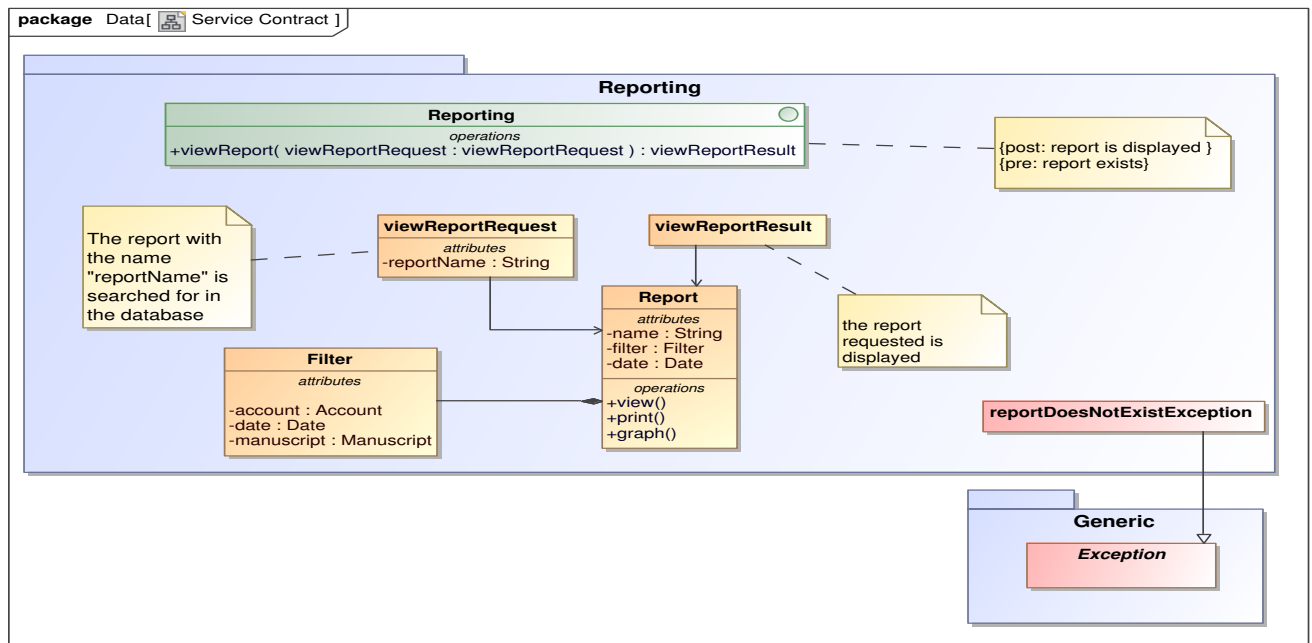 package Data[ Service Contract ]
Reporting
Reporting
operations
+viewReport( viewReportRequest : viewReportRequest ) : viewReportResult
{post: report is displayed }
{pre: report exists}
The report with
the name
"reportName" is
searched for in
the database
viewReportRequest
attributes
-reportName : String
viewReportResult
Report
attributes
-name : String
-filter : Filter
-date : Date
operations
+view()
+print()
+graph()
the report
requested is
displayed
Filter
attributes
-account : Account
-date : Date
-manuscript : Manuscript
reportDoesNotExistException
Generic
Exception